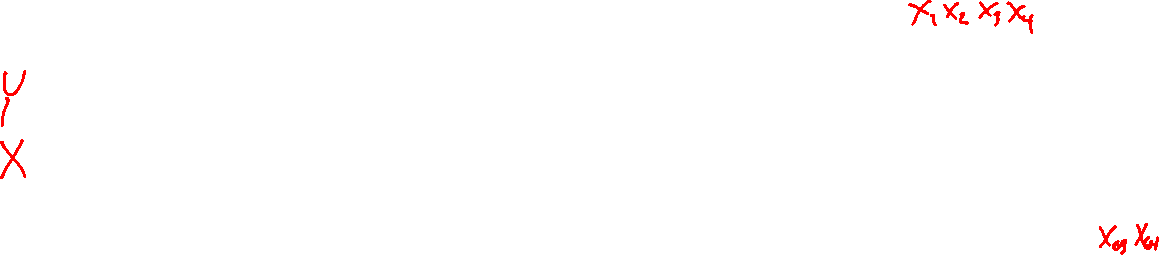 X₁ X₂ X₃ X₄
Y
X
X₆₃ X₆₄